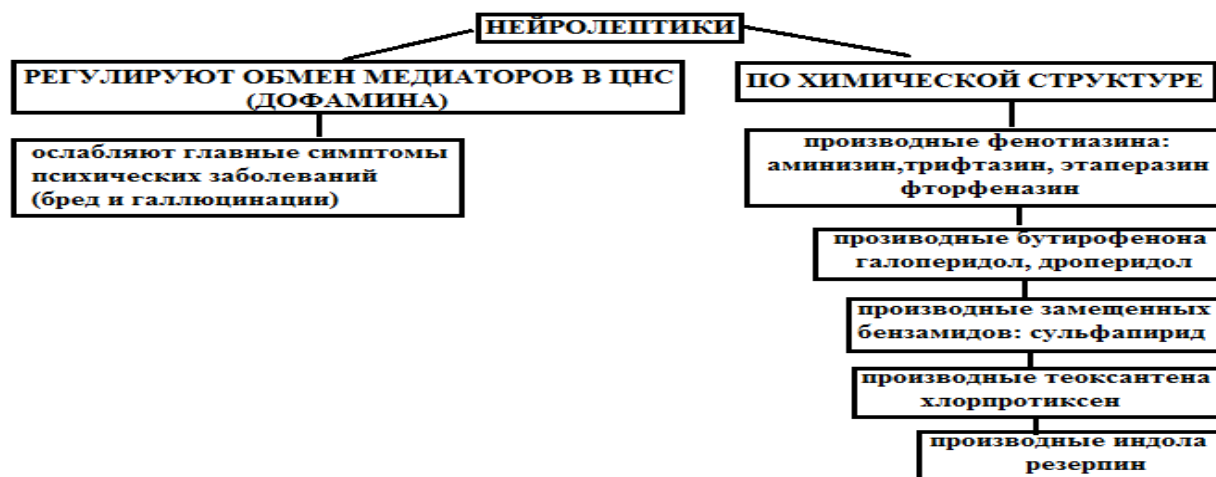 НЕЙРОЛЕПТИКИ
РЕГУЛИРУЮТ ОБМЕН МЕДИАТОРОВ В ЦНС
(ДОФАМИНА)
ослабляют главные симптомы
психических заболеваний
(бред и галлюцинации)
ПО ХИМИЧЕСКОЙ СТРУКТУРЕ
производные фенотиазина:
аминизин,трифтазин, этаперазин
фторфеназин
прозиводные бутирофенона
галоперидол, дроперидол
производные замещенных
бензамидов: сульфапирид
производные теоксантена
хлорпротиксен
производные индола
резерпин